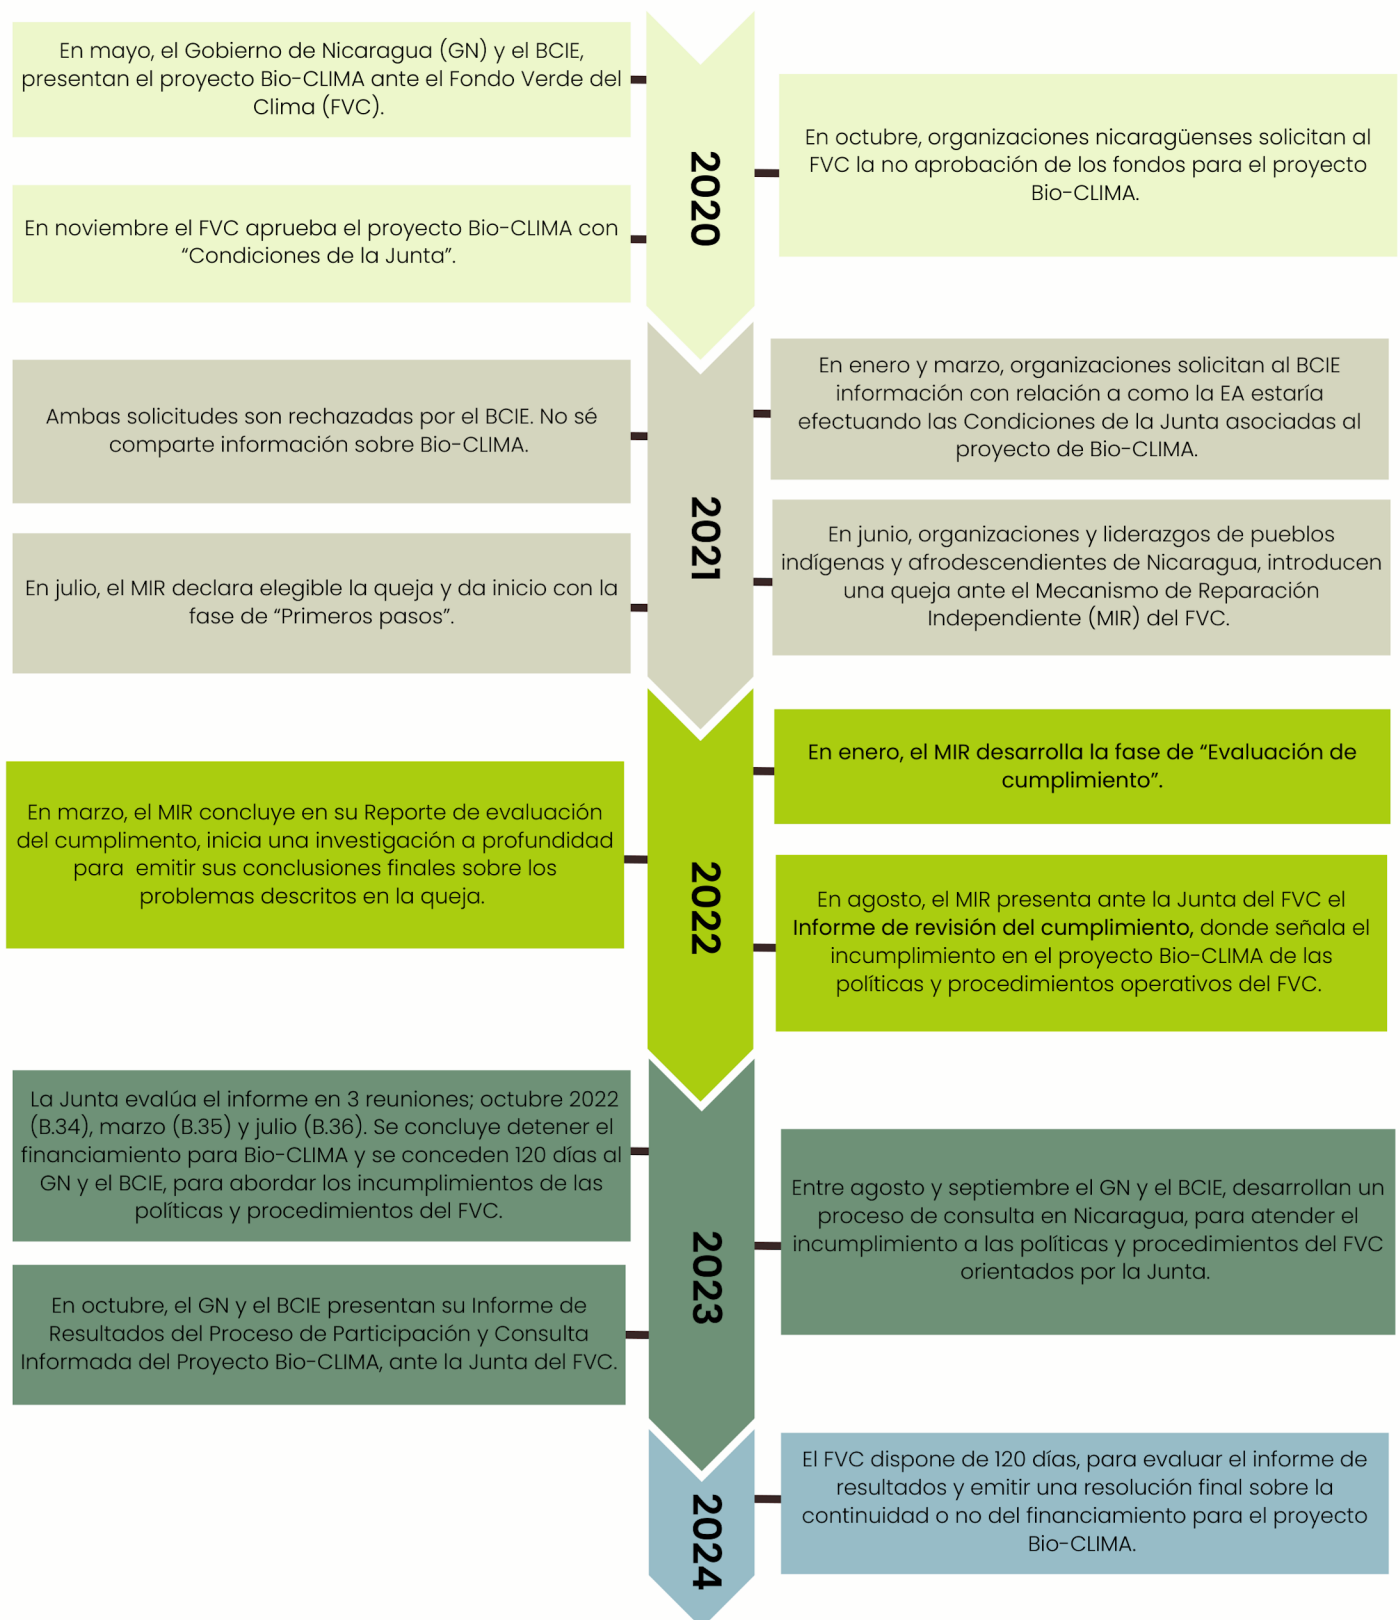 En mayo, el Gobierno de Nicaragua (GN) y el BCIE,
presentan el proyecto Bio-CLIMA ante el Fondo Verde del
Clima (FVC).
2020
En octubre, organizaciones nicaragüenses solicitan al
FVC la no aprobación de los fondos para el proyecto
Bio-CLIMA.
En noviembre el FVC aprueba el proyecto Bio-CLIMA con
“Condiciones de la Junta”.
2021
En enero y marzo, organizaciones solicitan al BCIE
información con relación a como la EA estaría
efectuando las Condiciones de la Junta asociadas al
proyecto de Bio-CLIMA.
Ambas solicitudes son rechazadas por el BCIE. No sé
comparte información sobre Bio-CLIMA.
En junio, organizaciones y liderazgos de pueblos
indígenas y afrodescendientes de Nicaragua, introducen
una queja ante el Mecanismo de Reparación
Independiente (MIR) del FVC.
En julio, el MIR declara elegible la queja y da inicio con la
fase de “Primeros pasos”.
2022
En enero, el MIR desarrolla la fase de “Evaluación de
cumplimiento”.
En marzo, el MIR concluye en su Reporte de evaluación
del cumplimento, inicia una investigación a profundidad
para emitir sus conclusiones finales sobre los
problemas descritos en la queja.
En agosto, el MIR presenta ante la Junta del FVC el
Informe de revisión del cumplimiento, donde señala el
incumplimiento en el proyecto Bio-CLIMA de las
políticas y procedimientos operativos del FVC.
2023
La Junta evalúa el informe en 3 reuniones; octubre 2022
(B.34), marzo (B.35) y julio (B.36). Se concluye detener el
financiamiento para Bio-CLIMA y se conceden 120 días al
GN y el BCIE, para abordar los incumplimientos de las
políticas y procedimientos del FVC.
Entre agosto y septiembre el GN y el BCIE, desarrollan un
proceso de consulta en Nicaragua, para atender el
incumplimiento a las políticas y procedimientos del FVC
orientados por la Junta.
En octubre, el GN y el BCIE presentan su Informe de
Resultados del Proceso de Participación y Consulta
Informada del Proyecto Bio-CLIMA, ante la Junta del FVC.
2024
El FVC dispone de 120 días, para evaluar el informe de
resultados y emitir una resolución final sobre la
continuidad o no del financiamiento para el proyecto
Bio-CLIMA.